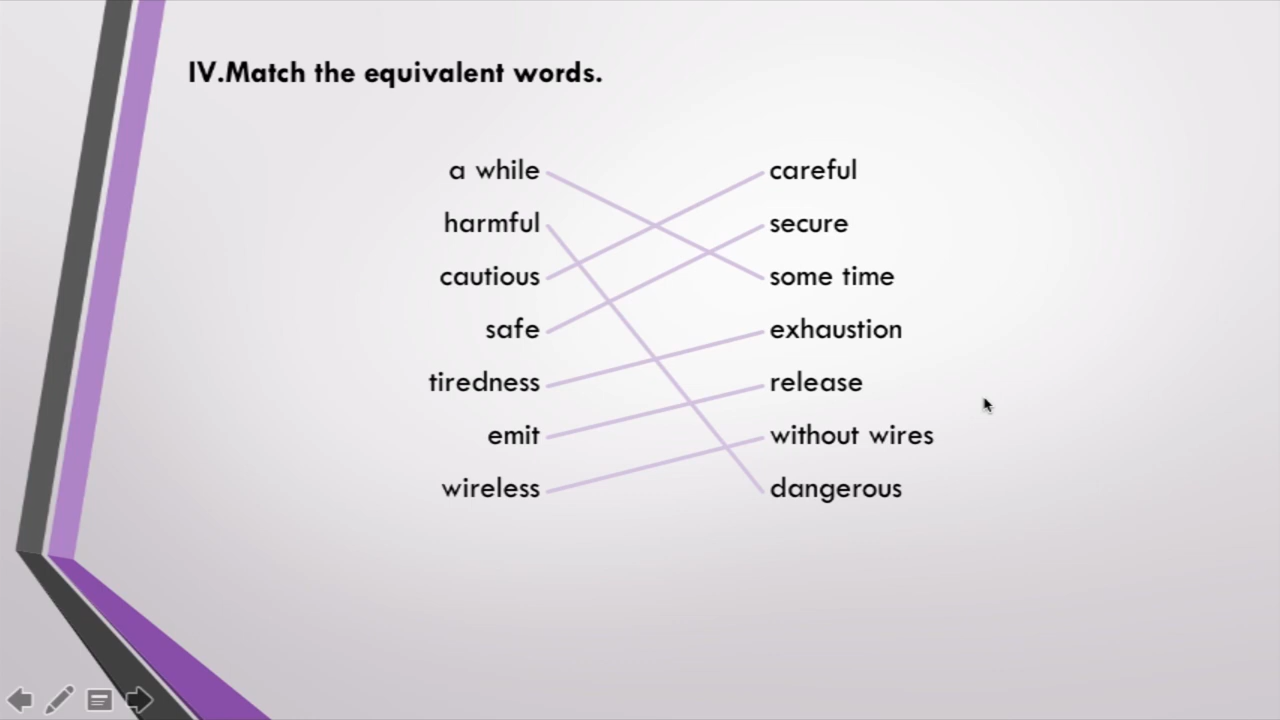 IV.Match the equivalent words.
a while careful
harmful secure
cautious some time
safe exhaustion
tiredness release
emit without wires
wireless dangerous